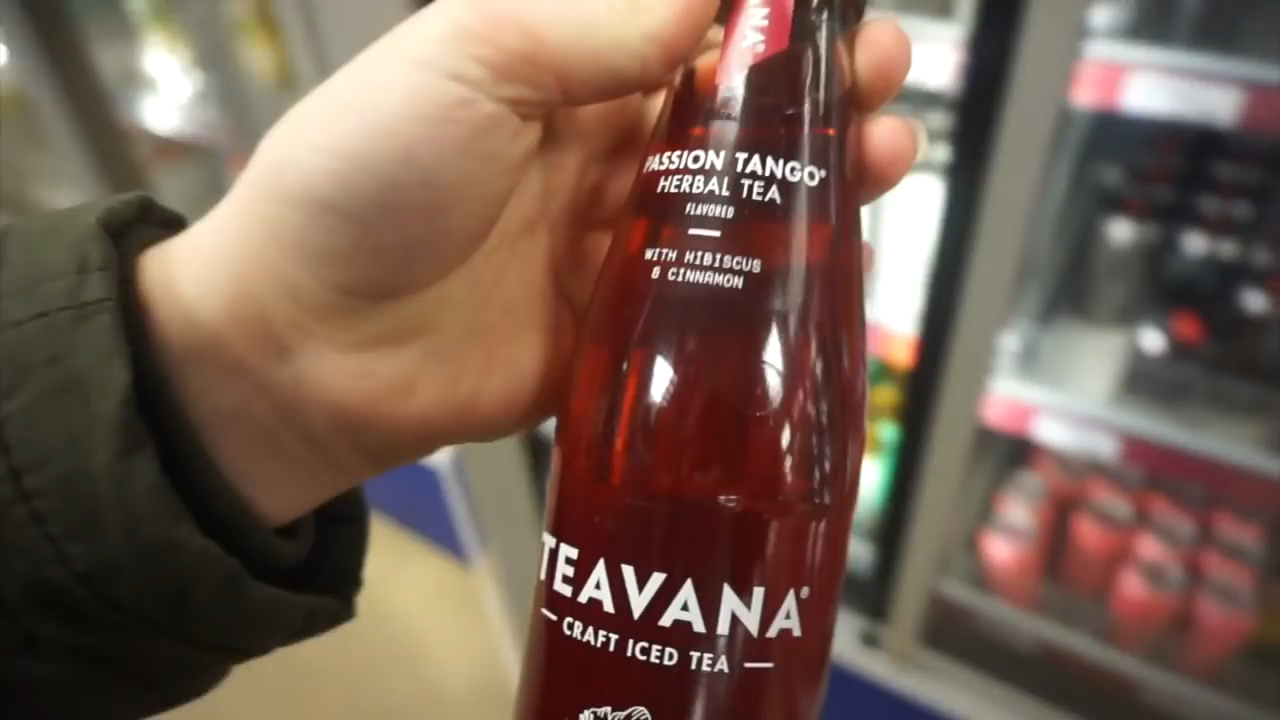 PASSION TANGO®
HERBAL TEA
FLAVORED
WITH HIBISCUS
& CINNAMON
TEAVANA®
CRAFT ICED TEA